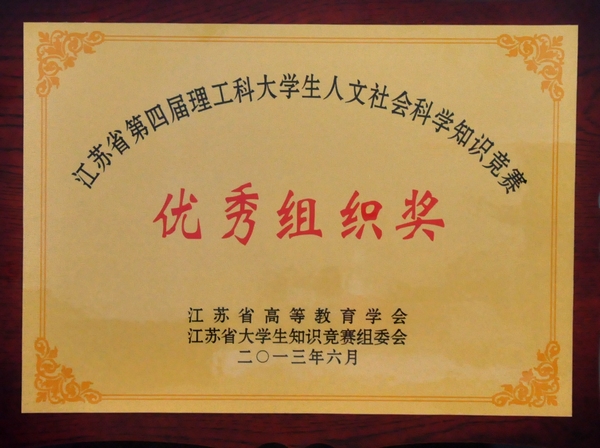 江苏省第四届理工科大学生人文社会科学知识竞赛
优秀组织奖
江苏省高等教育学会
江苏省大学生知识竞赛组委会
二〇一三年六月